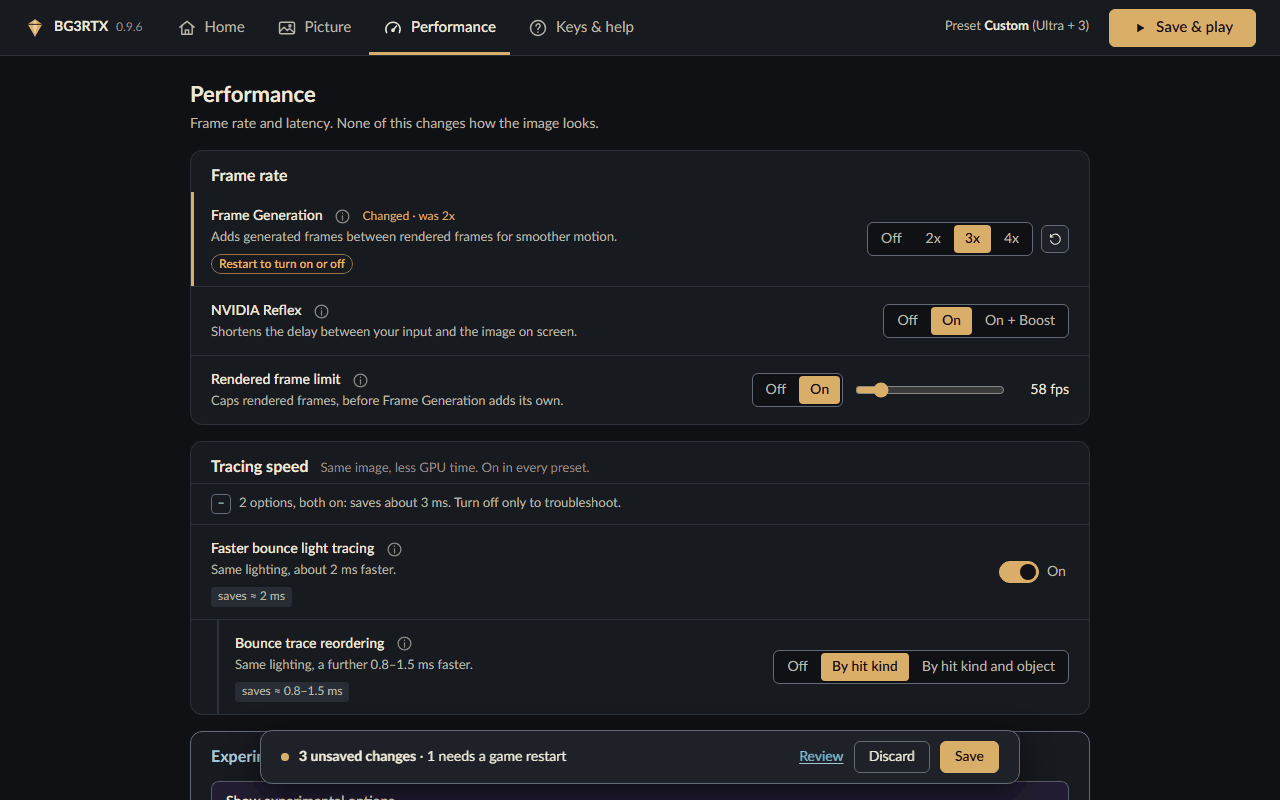 BG3RTX 0.9.6
Home
Picture
Performance
Keys & help
Preset Custom (Ultra + 3)
Save & play
Performance
Frame rate and latency. None of this changes how the image looks.
Frame rate
Frame Generation Changed · was 2x
Adds generated frames between rendered frames for smoother motion.
Restart to turn on or off
Off 2x 3x 4x
NVIDIA Reflex
Shortens the delay between your input and the image on screen.
Off On On + Boost
Rendered frame limit
Caps rendered frames, before Frame Generation adds its own.
Off On 58 fps
Tracing speed Same image, less GPU time. On in every preset.
2 options, both on: saves about 3 ms. Turn off only to troubleshoot.
Faster bounce light tracing
Same lighting, about 2 ms faster.
saves ≈ 2 ms
On
Bounce trace reordering
Same lighting, a further 0.8–1.5 ms faster.
saves ≈ 0.8–1.5 ms
Off By hit kind By hit kind and object
3 unsaved changes · 1 needs a game restart
Review Discard Save